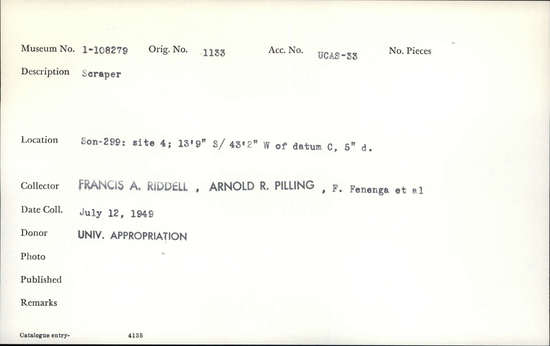 Museum No. 1-108279 Orig. No. 1133 Acc. No. UCAS-33 No. Pieces
Description Scraper
Location Son-299: site 4; 13'9" S/ 43'2" W of datum C, 5" d.
Collector FRANCIS A. RIDDELL , ARNOLD R. PILLING , F. Fenenga et al
Date Coll. July 12, 1949
Donor UNIV. APPROPRIATION
Photo
Published
Remarks
Catalogue entry- 4135